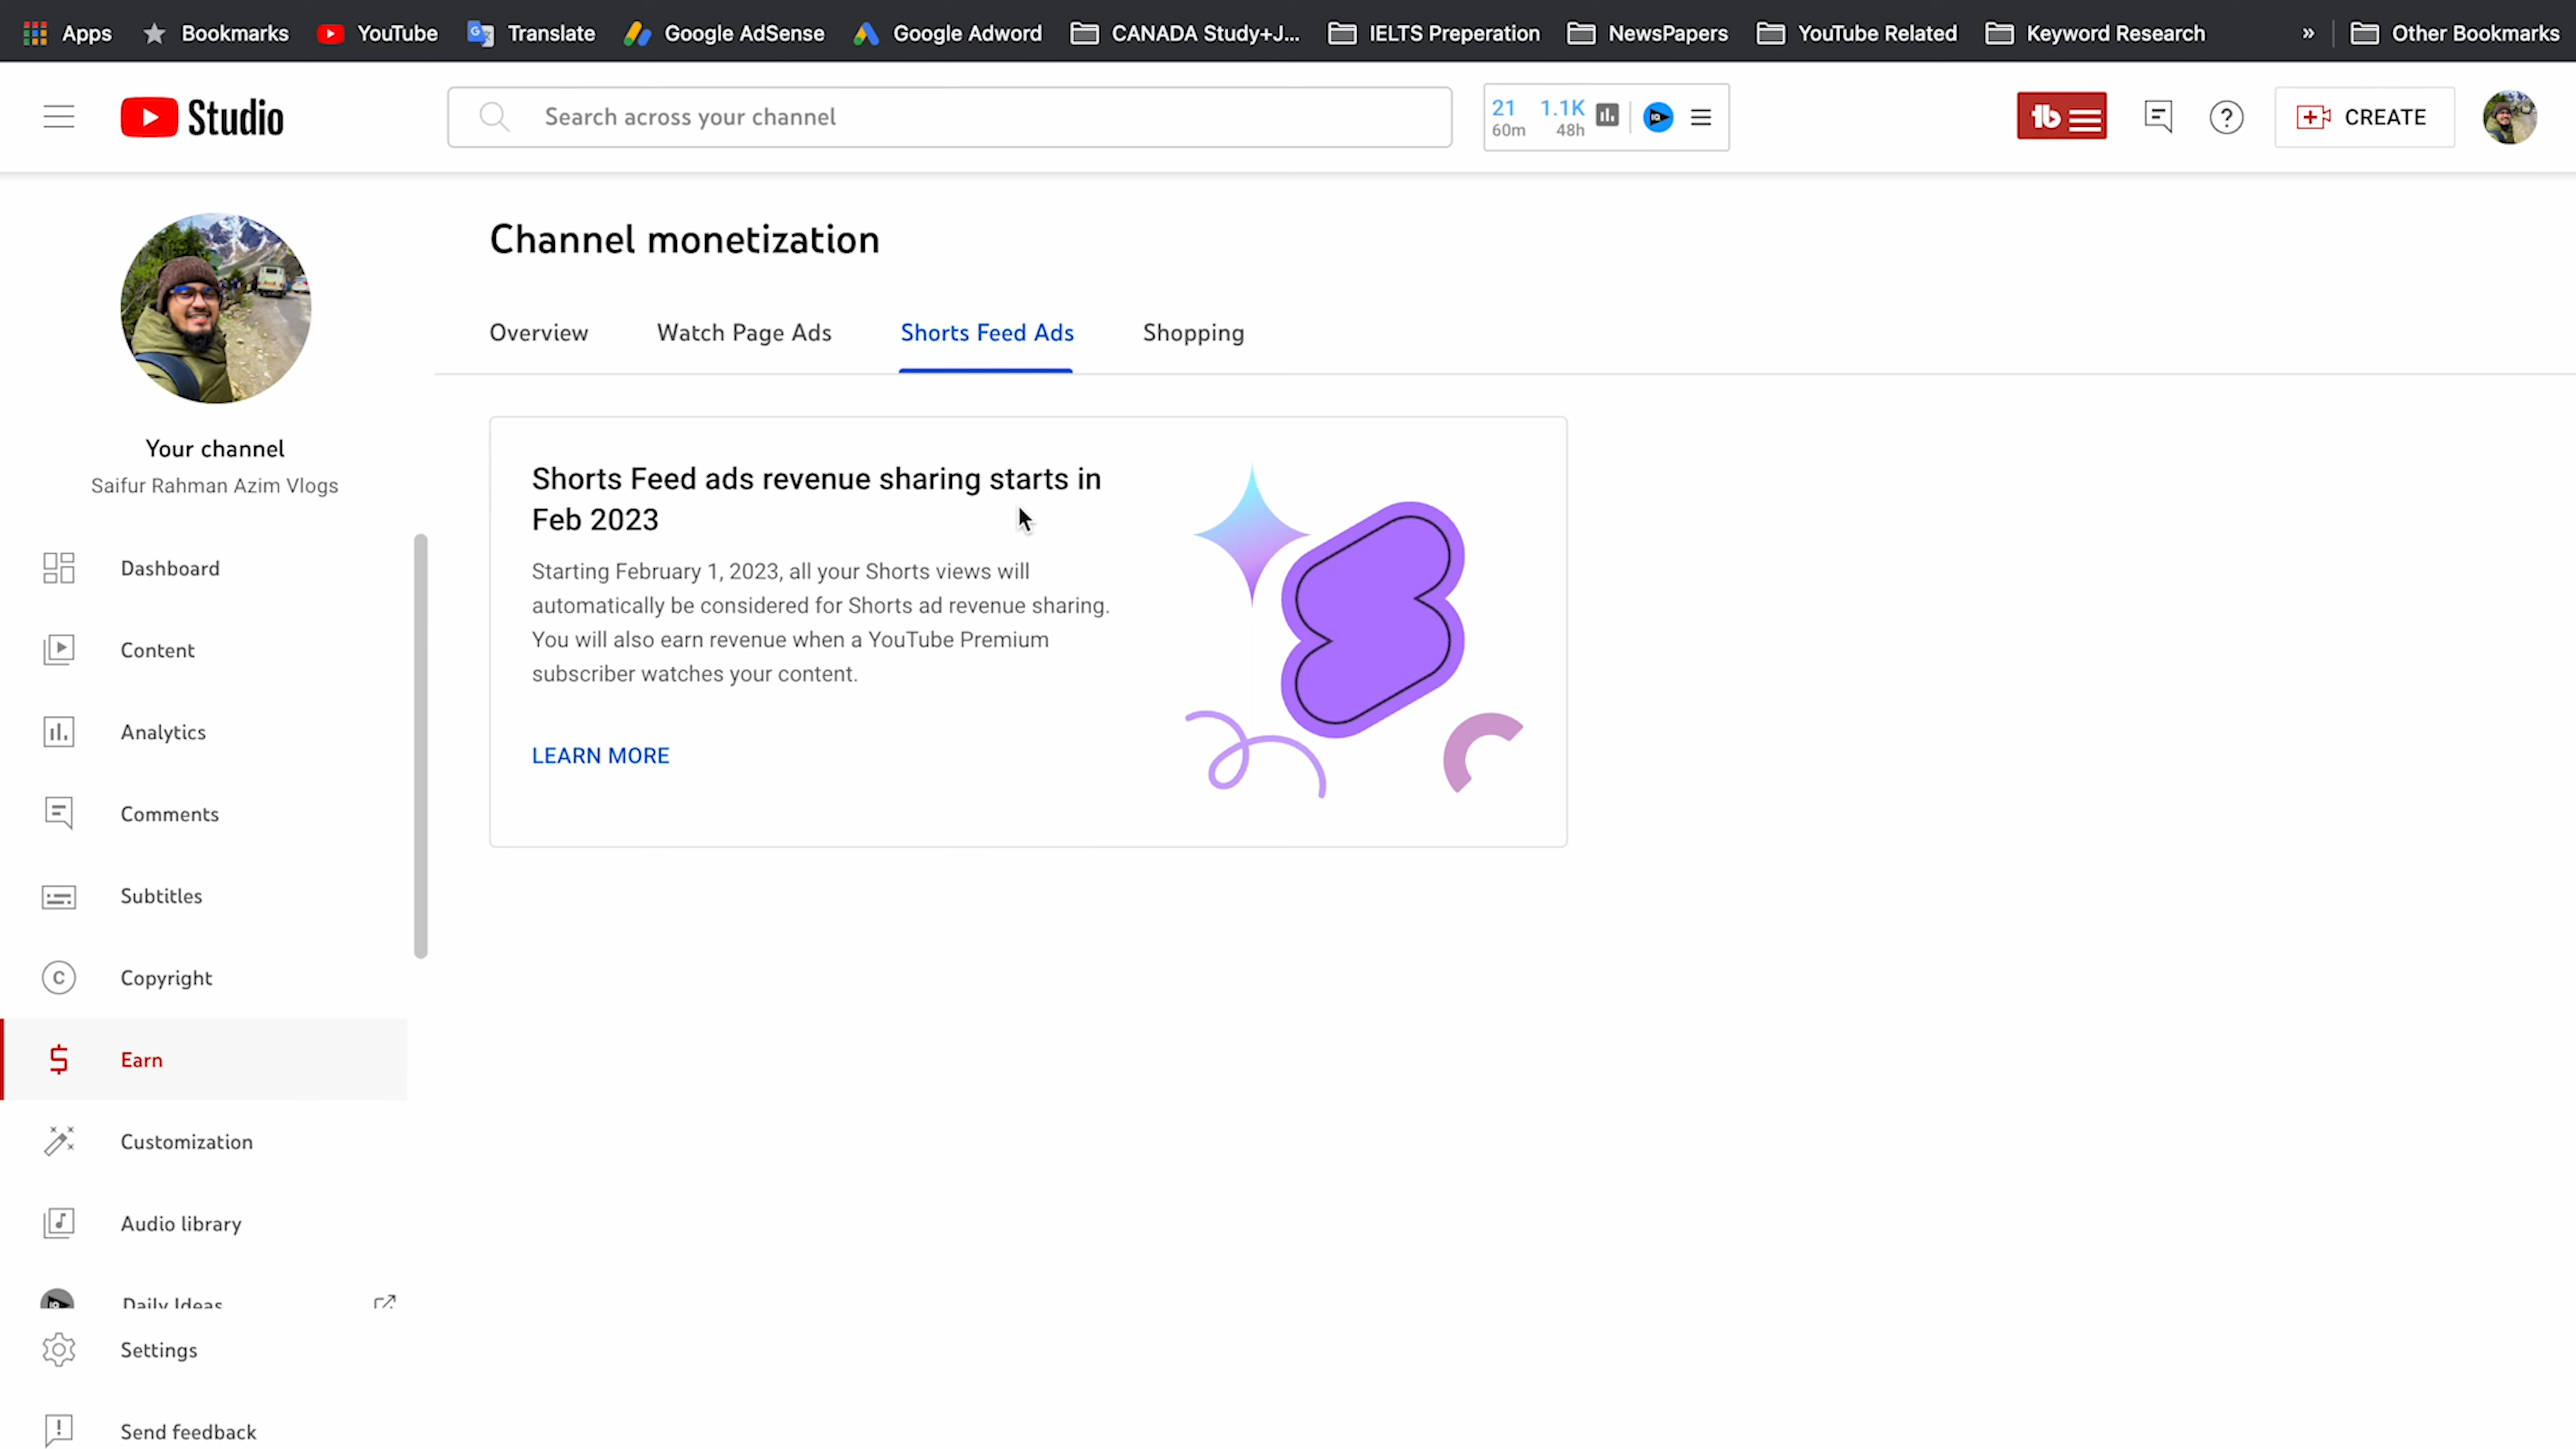 Apps Bookmarks YouTube Translate Google AdSense Google Adword CANADA Study+J... IELTS Preperation NewsPapers YouTube Related Keyword Research » Other Bookmarks
Studio Search across your channel 21 60m 1.1K 48h IQ tb ? CREATE
Channel monetization
Overview Watch Page Ads Shorts Feed Ads Shopping
Your channel
Saifur Rahman Azim Vlogs
Shorts Feed ads revenue sharing starts in
Feb 2023
Starting February 1, 2023, all your Shorts views will
automatically be considered for Shorts ad revenue sharing.
You will also earn revenue when a YouTube Premium
subscriber watches your content.
LEARN MORE
Dashboard
Content
Analytics
Comments
Subtitles
Copyright
Earn
Customization
Audio library
Daily Ideas
Settings
Send feedback